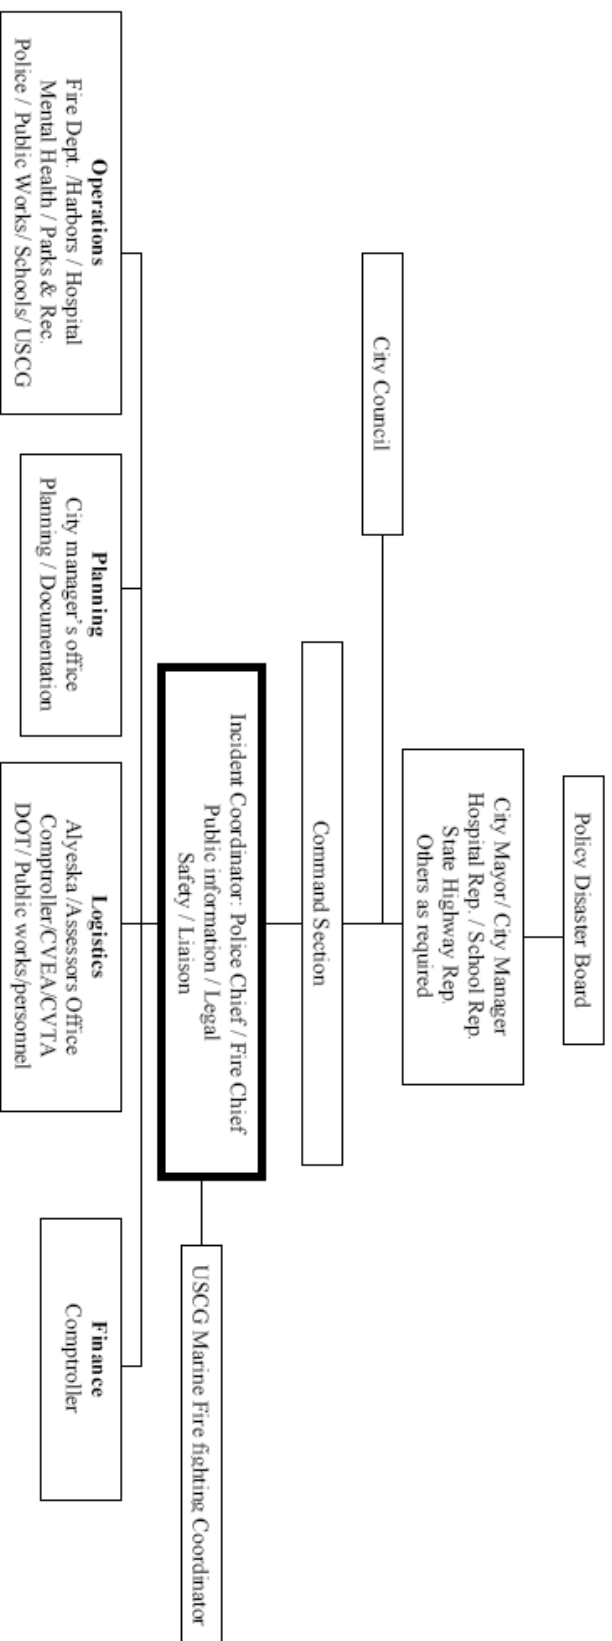 Policy Disaster Board
City Mayor/ City Manager
Hospital Rep. / School Rep.
State Highway Rep.
Others as required
City Council
Command Section
Incident Coordinator: Police Chief / Fire Chief
Public information / Legal
Safety / Liaison
USCG Marine Fire fighting Coordinator
Operations
Fire Dept. /Harbors / Hospital
Mental Health / Parks & Rec.
Police / Public Works/ Schools/ USCG
Planning
City manager's office
Planning / Documentation
Logistics
Alyeska /Assessors Office
Comptroller/CVEA/CVTA
DOT/ Public works/personnel
Finance
Comptroller